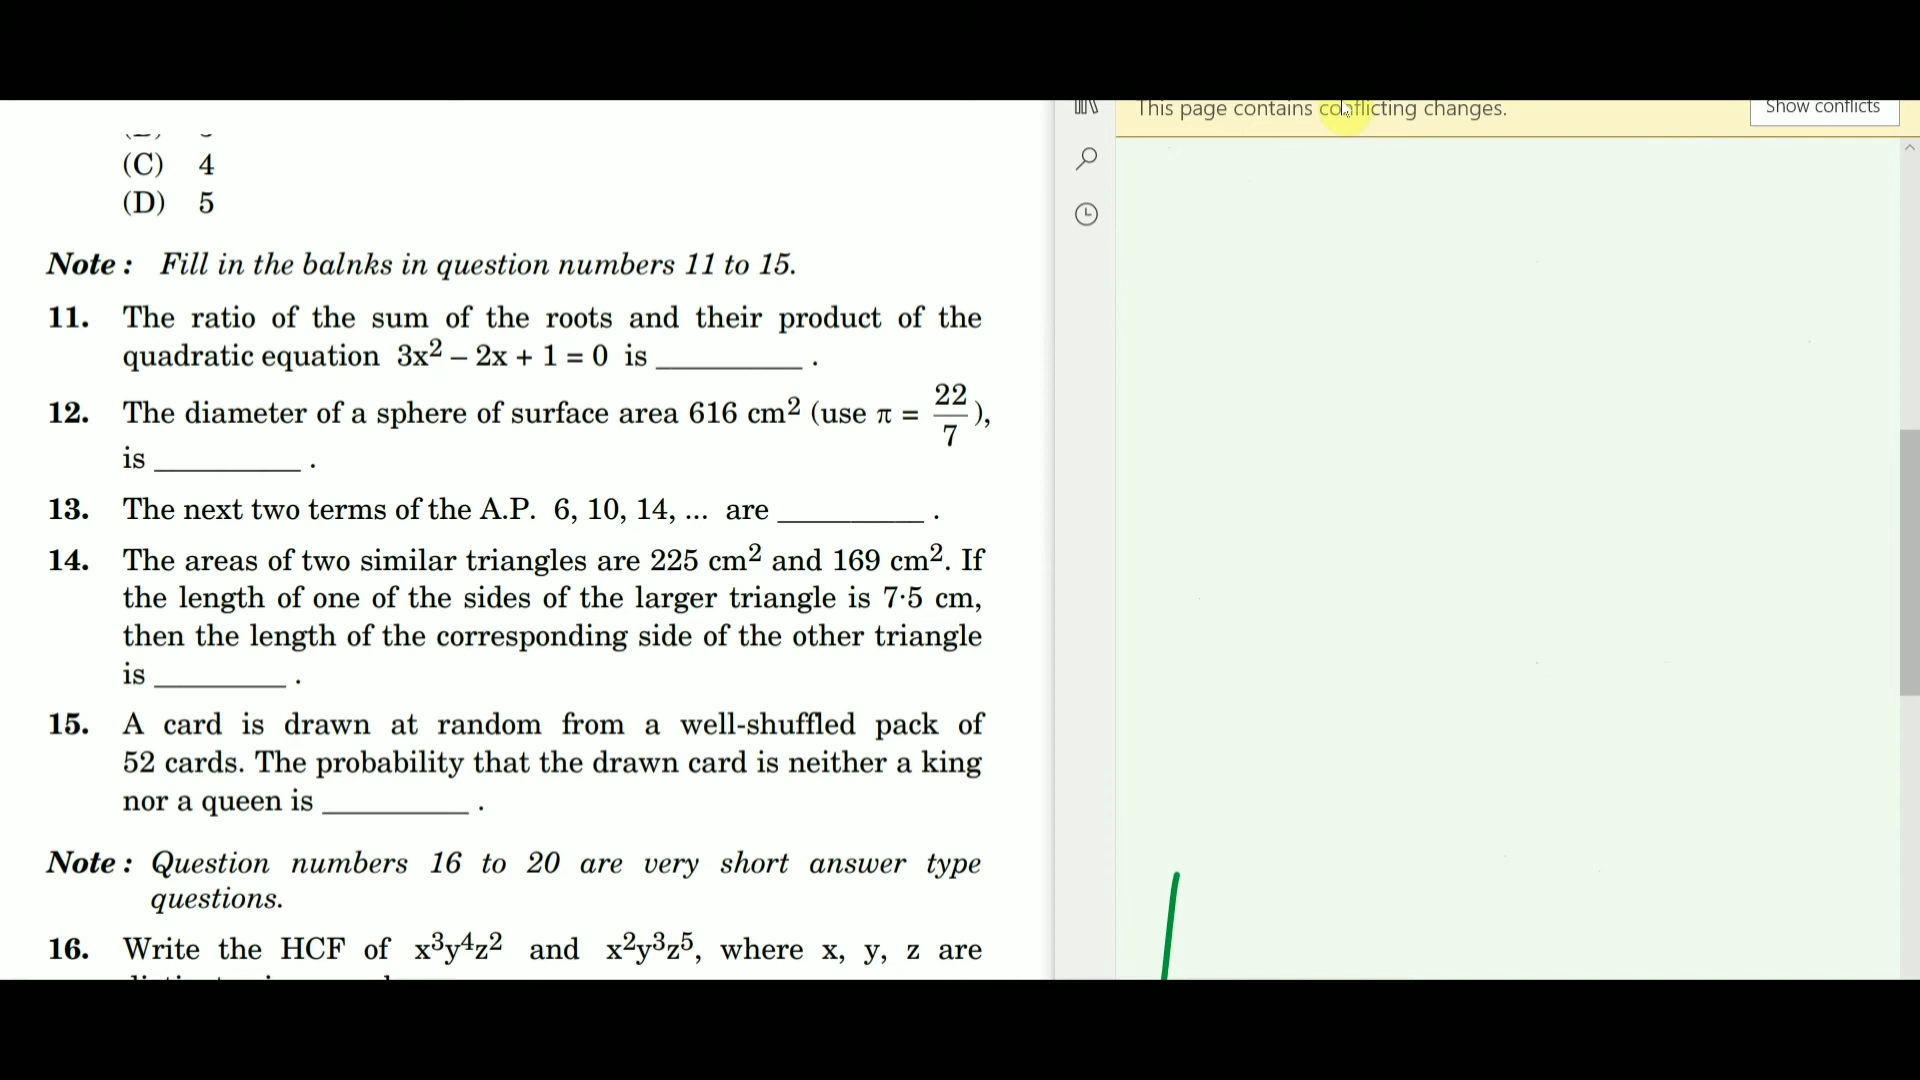 (C) 4
(D) 5
Note : Fill in the balnks in question numbers 11 to 15.
11. The ratio of the sum of the roots and their product of the
quadratic equation 3x² – 2x + 1 = 0 is __________ .
12. The diameter of a sphere of surface area 616 cm² (use π = 22/7),
is __________ .
13. The next two terms of the A.P. 6, 10, 14, ... are __________ .
14. The areas of two similar triangles are 225 cm² and 169 cm². If
the length of one of the sides of the larger triangle is 7·5 cm,
then the length of the corresponding side of the other triangle
is _________ .
15. A card is drawn at random from a well-shuffled pack of
52 cards. The probability that the drawn card is neither a king
nor a queen is __________ .
Note : Question numbers 16 to 20 are very short answer type
questions.
16. Write the HCF of x³y⁴z² and x²y³z⁵, where x, y, z are
This page contains conflicting changes.
Show conflicts